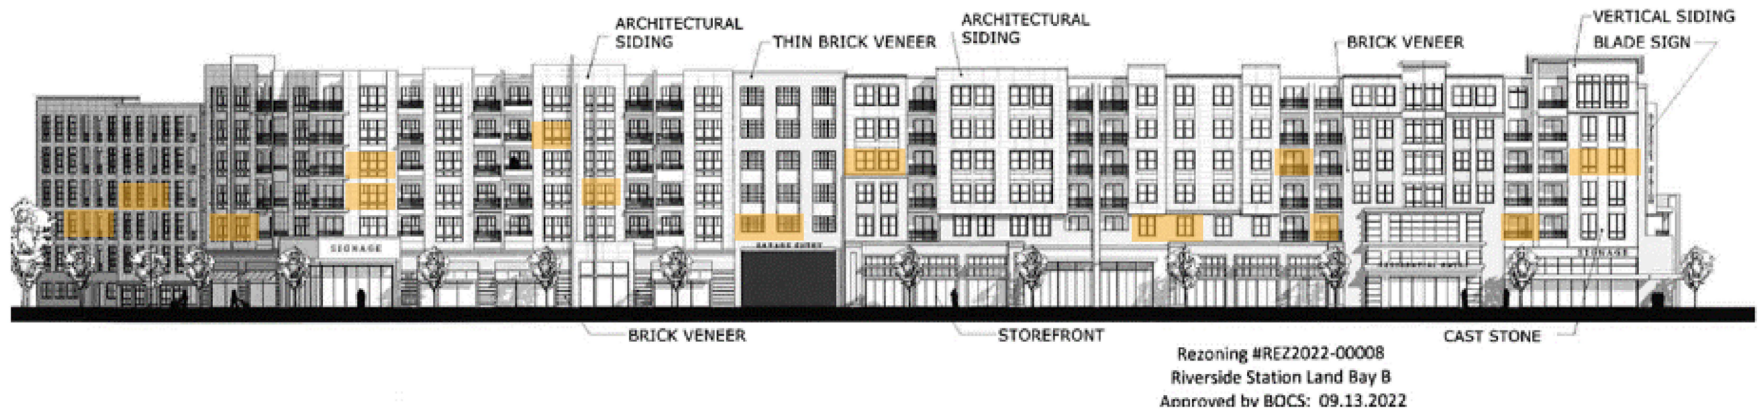 ARCHITECTURAL
SIDING
THIN BRICK VENEER
ARCHITECTURAL
SIDING
BRICK VENEER
VERTICAL SIDING
BLADE SIGN
SIGNAGE
GARAGE ENTRY
SIGNAGE
BRICK VENEER
STOREFRONT
CAST STONE
Rezoning #REZ2022-00008
Riverside Station Land Bay B
Approved by BOCS: 09.13.2022